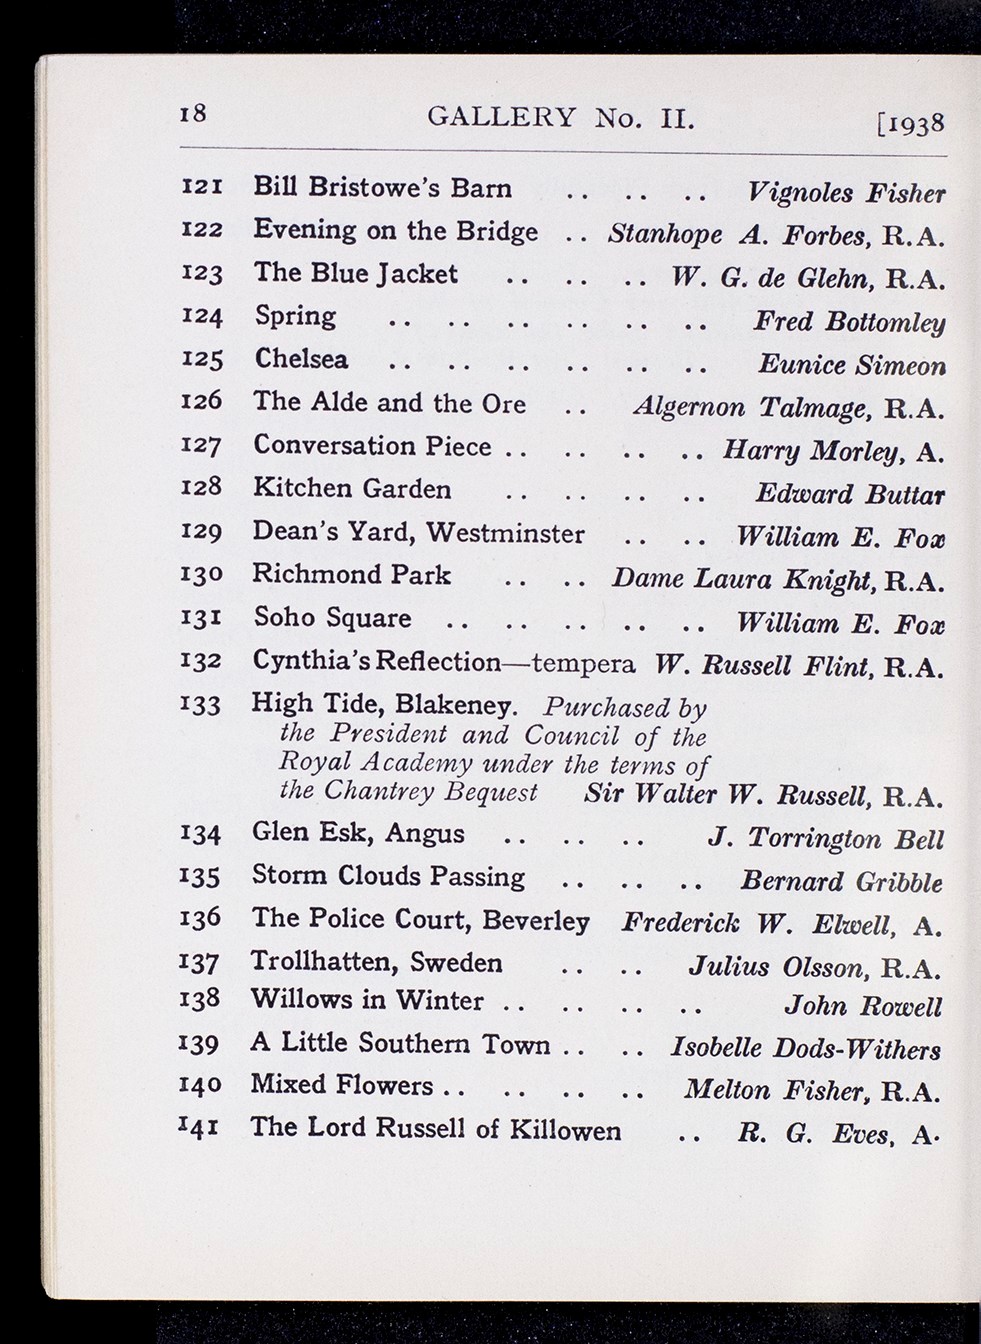 18 GALLERY No. II. [1938
121 Bill Bristowe's Barn .. .. .. Vignoles Fisher
122 Evening on the Bridge .. Stanhope A. Forbes, R.A.
123 The Blue Jacket .. .. .. W. G. de Glehn, R.A.
124 Spring .. .. .. .. .. .. Fred Bottomley
125 Chelsea .. .. .. .. .. .. Eunice Simeon
126 The Alde and the Ore .. Algernon Talmage, R.A.
127 Conversation Piece .. .. .. .. Harry Morley, A.
128 Kitchen Garden .. .. .. .. Edward Buttar
129 Dean's Yard, Westminster .. .. William E. Fox
130 Richmond Park .. .. Dame Laura Knight, R.A.
131 Soho Square .. .. .. .. .. William E. Fox
132 Cynthia's Reflection—tempera W. Russell Flint, R.A.
133 High Tide, Blakeney. Purchased by
the President and Council of the
Royal Academy under the terms of
the Chantrey Bequest Sir Walter W. Russell, R.A.
134 Glen Esk, Angus .. .. .. J. Torrington Bell
135 Storm Clouds Passing .. .. .. Bernard Gribble
136 The Police Court, Beverley Frederick W. Elwell, A.
137 Trollhatten, Sweden .. .. Julius Olsson, R.A.
138 Willows in Winter .. .. .. .. John Rowell
139 A Little Southern Town .. .. Isobelle Dods-Withers
140 Mixed Flowers .. .. .. .. Melton Fisher, R.A.
141 The Lord Russell of Killowen .. R. G. Eves, A.